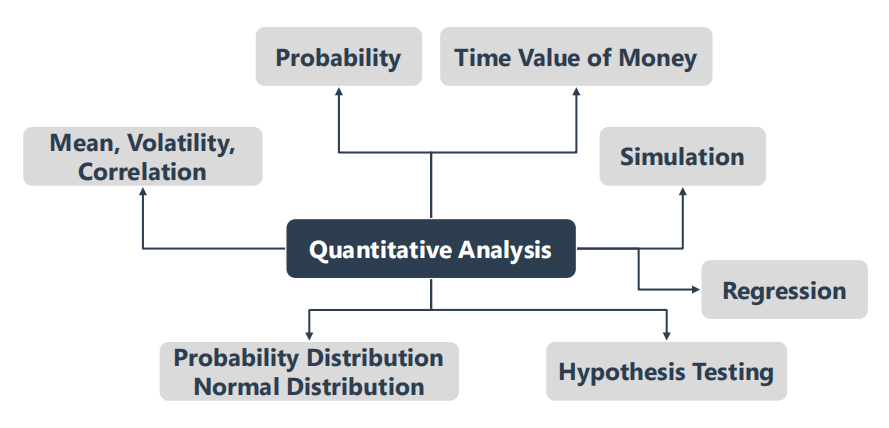 Probability
Time Value of Money
Mean, Volatility,
Correlation
Simulation
Quantitative Analysis
Regression
Probability Distribution
Normal Distribution
Hypothesis Testing